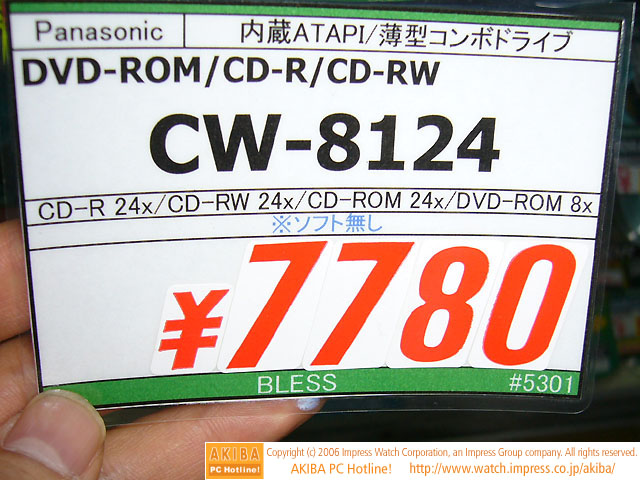 Panasonic 内蔵ATAPI/薄型コンボドライブ
DVD-ROM/CD-R/CD-RW
CW-8124
CD-R 24x/CD-RW 24x/CD-ROM 24x/DVD-ROM 8x
※ソフト無し
¥7780
BLESS #5301
AKIBA PC Hotline!
Copyright (c) 2006 Impress Watch Corporation, an Impress Group company. All rights reserved.
AKIBA PC Hotline! http://www.watch.impress.co.jp/akiba/